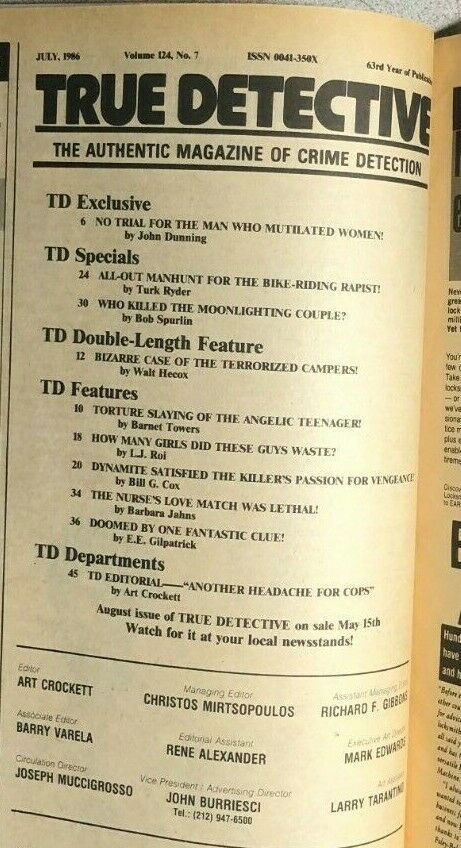 JULY, 1986 Volume 124, No. 7 ISSN 0041-350X 63rd Year of
TRUE DETECTIVE
THE AUTHENTIC MAGAZINE OF CRIME DETECTION
TD Exclusive
6 NO TRIAL FOR THE MAN WHO MUTILATED WOMEN!
by John Dunning
TD Specials
24 ALL-OUT MANHUNT FOR THE BIKE-RIDING RAPIST!
by Turk Ryder
30 WHO KILLED THE MOONLIGHTING COUPLE?
by Bob Spurlin
TD Double-Length Feature
12 BIZARRE CASE OF THE TERRORIZED CAMPERS!
by Walt Hecox
TD Features
10 TORTURE SLAYING OF THE ANGELIC TEENAGER!
by Barnet Towers
18 HOW MANY GIRLS DID THESE GUYS WASTE?
by L.J. Roi
20 DYNAMITE SATISFIED THE KILLER'S PASSION FOR VENGEANCE!
by Bill G. Cox
34 THE NURSE'S LOVE MATCH WAS LETHAL!
by Barbara Jahns
36 DOOMED BY ONE FANTASTIC CLUE!
by E.E. Gilpatrick
TD Departments
45 TD EDITORIAL—"ANOTHER HEADACHE FOR COPS"
by Art Crockett
August issue of TRUE DETECTIVE on sale May 15th
Watch for it at your local newsstands!
Editor
ART CROCKETT
Managing Editor
CHRISTOS MIRTSOPOULOS
Assistant Managing
RICHARD F. GIBBONS
Associate Editor
BARRY VARELA
Editorial Assistant
RENE ALEXANDER
Executive Art
MARK EDWARDS
Circulation Director
JOSEPH MUCCIGROSSO
Vice President: Advertising Director
JOHN BURRIESCI
Tel.: (212) 947-6500
Art
LARRY TARANTINO